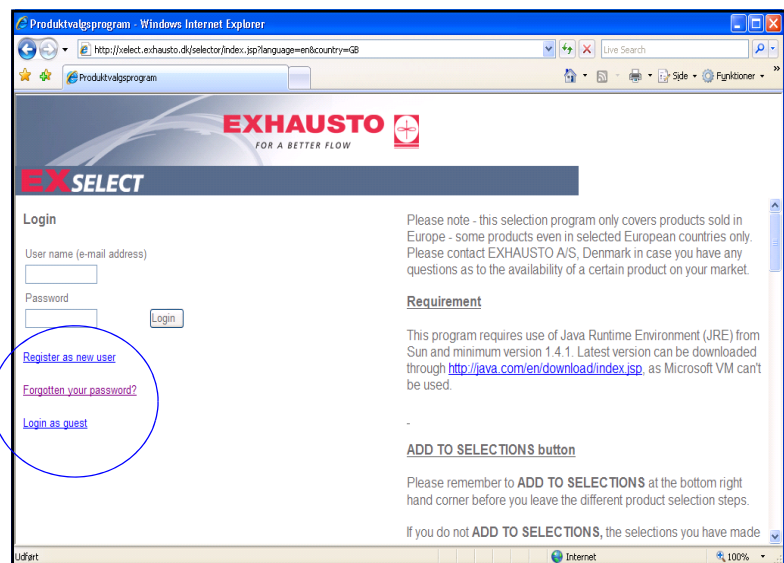 Produktvalgsprogram - Windows Internet Explorer
http://xelect.exhausto.dk/selector/index.jsp?language=en&country=GB
Live Search
Produktvalgsprogram
Side
Funktioner
»
EXHAUSTO
FOR A BETTER FLOW
EXSELECT
Login
User name (e-mail address)
Password
Login
Register as new user
Forgotten your password?
Login as guest
Please note - this selection program only covers products sold in
Europe - some products even in selected European countries only.
Please contact EXHAUSTO A/S, Denmark in case you have any
questions as to the availability of a certain product on your market.
Requirement
This program requires use of Java Runtime Environment (JRE) from
Sun and minimum version 1.4.1. Latest version can be downloaded
through http://java.com/en/download/index.jsp, as Microsoft VM can't
be used.
-
ADD TO SELECTIONS button
Please remember to ADD TO SELECTIONS at the bottom right
hand corner before you leave the different product selection steps.
If you do not ADD TO SELECTIONS, the selections you have made
Udført
Internet
100%